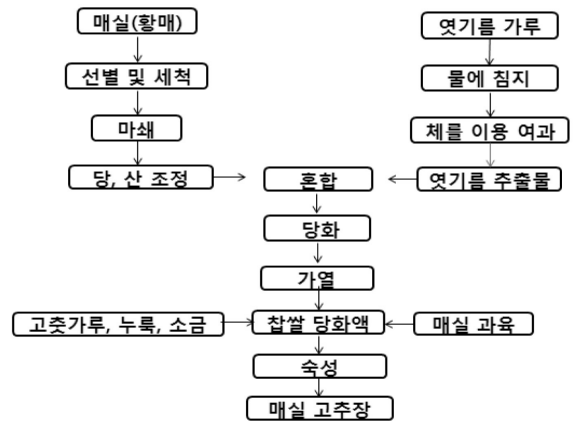 매실(황매)
선별 및 세척
마쇄
당, 산 조정
엿기름 가루
물에 침지
체를 이용 여과
엿기름 추출물
혼합
당화
가열
고춧가루, 누룩, 소금
찹쌀 당화액
매실 과육
숙성
매실 고추장